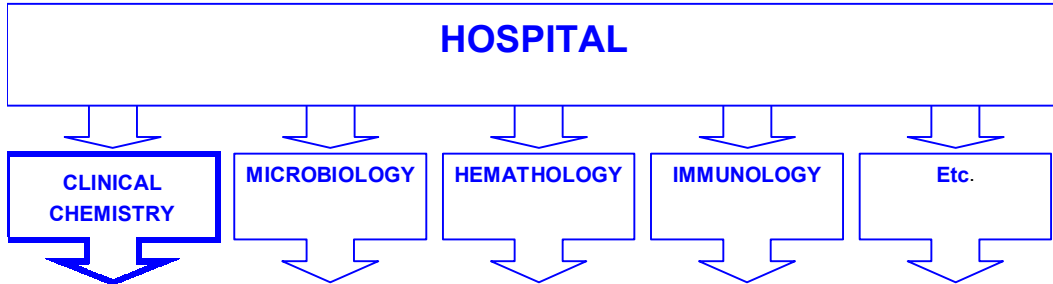 HOSPITAL
CLINICAL
CHEMISTRY
MICROBIOLOGY
HEMATHOLOGY
IMMUNOLOGY
Etc.